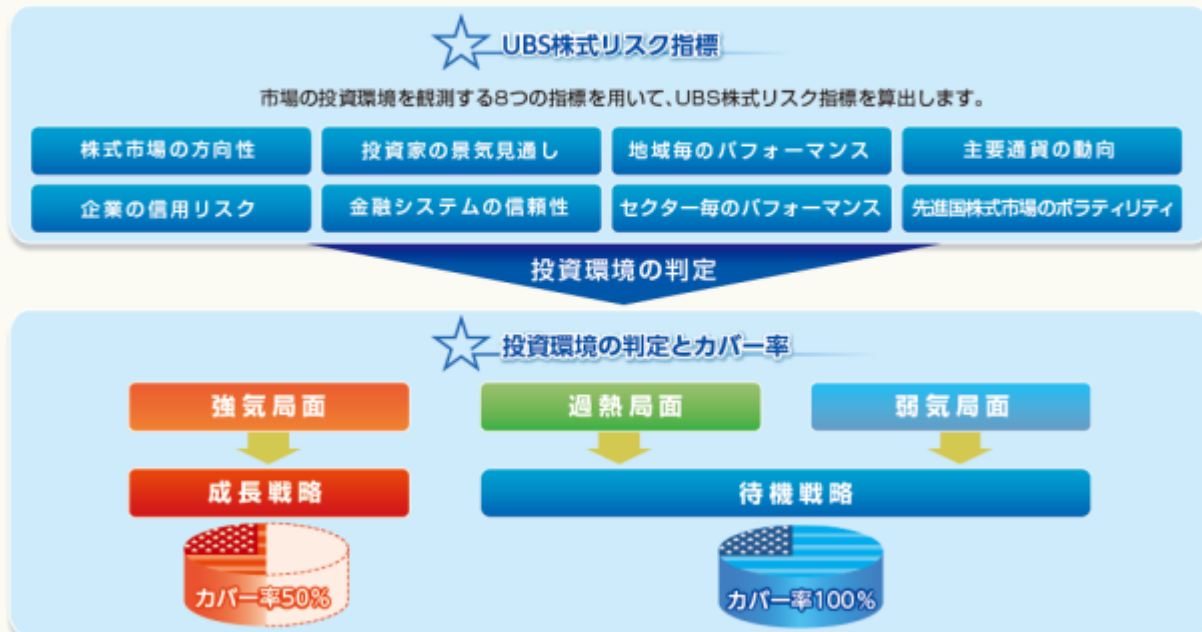 UBS株式リスク指標
市場の投資環境を観測する8つの指標を用いて、UBS株式リスク指標を算出します。
株式市場の方向性
投資家の景気見通し
地域毎のパフォーマンス
主要通貨の動向
企業の信用リスク
金融システムの信頼性
セクター毎のパフォーマンス
先進国株式市場のボラティリティ
投資環境の判定
投資環境の判定とカバー率
強気局面
過熱局面
弱気局面
成長戦略
待機戦略
カバー率50%
カバー率100%